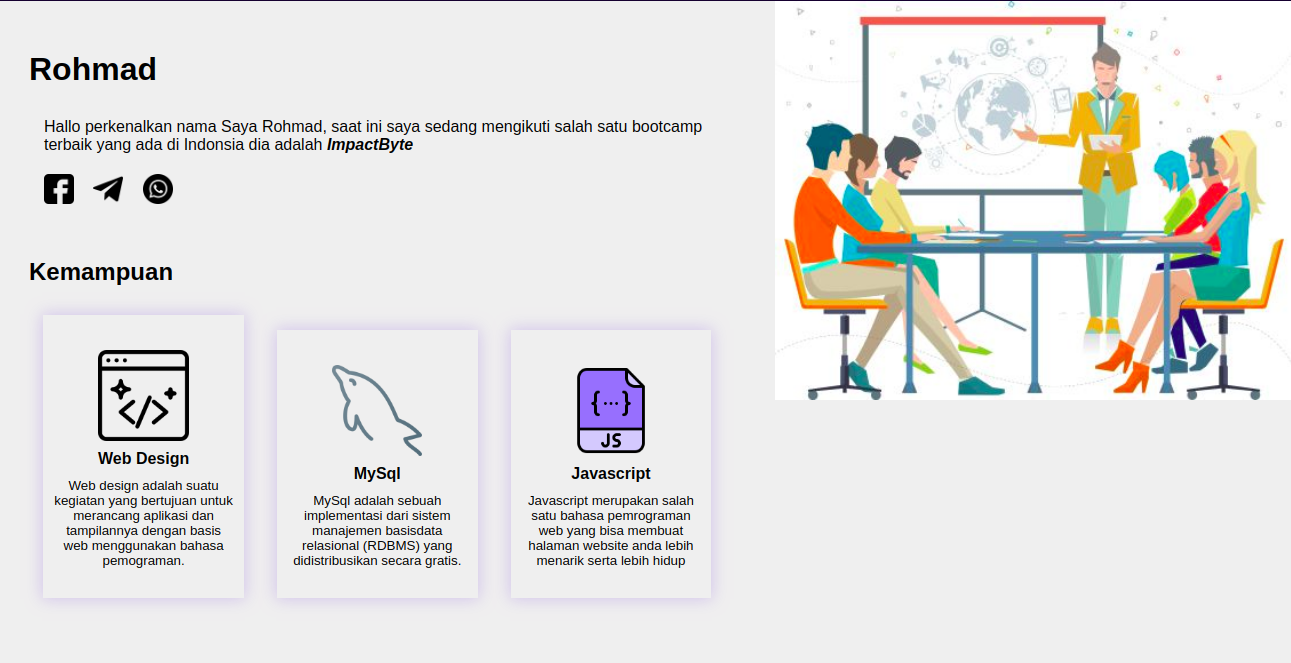 Rohmad
Hallo perkenalkan nama Saya Rohmad, saat ini saya sedang mengikuti salah satu bootcamp
terbaik yang ada di Indonsia dia adalah ImpactByte
Kemampuan
Web Design
Web design adalah suatu
kegiatan yang bertujuan untuk
merancang aplikasi dan
tampilannya dengan basis
web menggunakan bahasa
pemograman.
MySql
MySql adalah sebuah
implementasi dari sistem
manajemen basisdata
relasional (RDBMS) yang
didistribusikan secara gratis.
{...}
JS
Javascript
Javascript merupakan salah
satu bahasa pemrograman
web yang bisa membuat
halaman website anda lebih
menarik serta lebih hidup